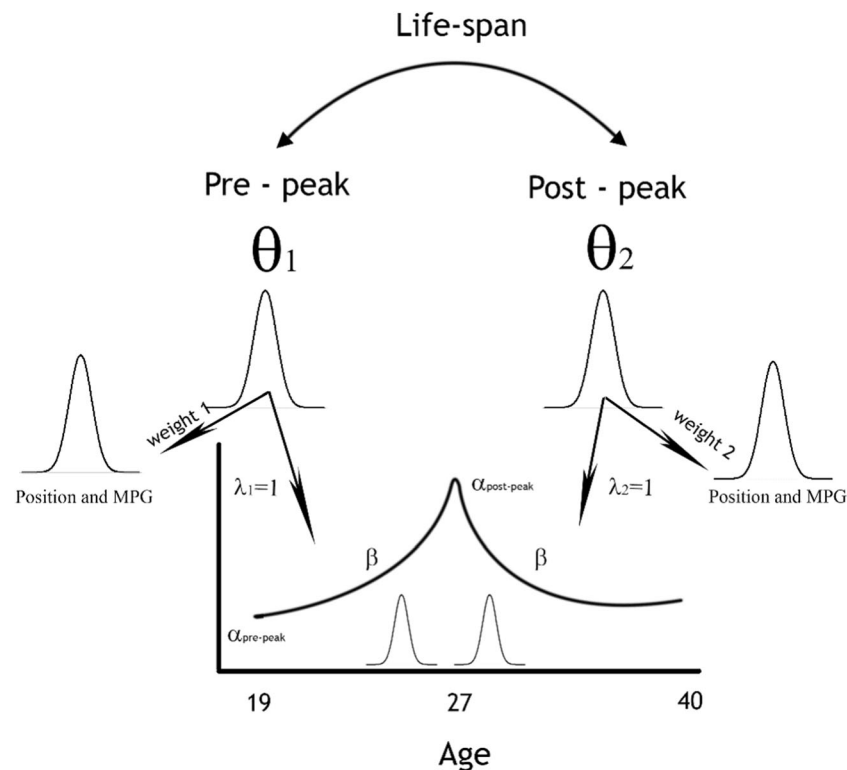 Life-span
Pre - peak
Post - peak
θ1
θ2
weight 1
weight 2
Position and MPG
λ1=1
αpost-peak
λ2=1
Position and MPG
β
β
αpre-peak
19
27
40
Age